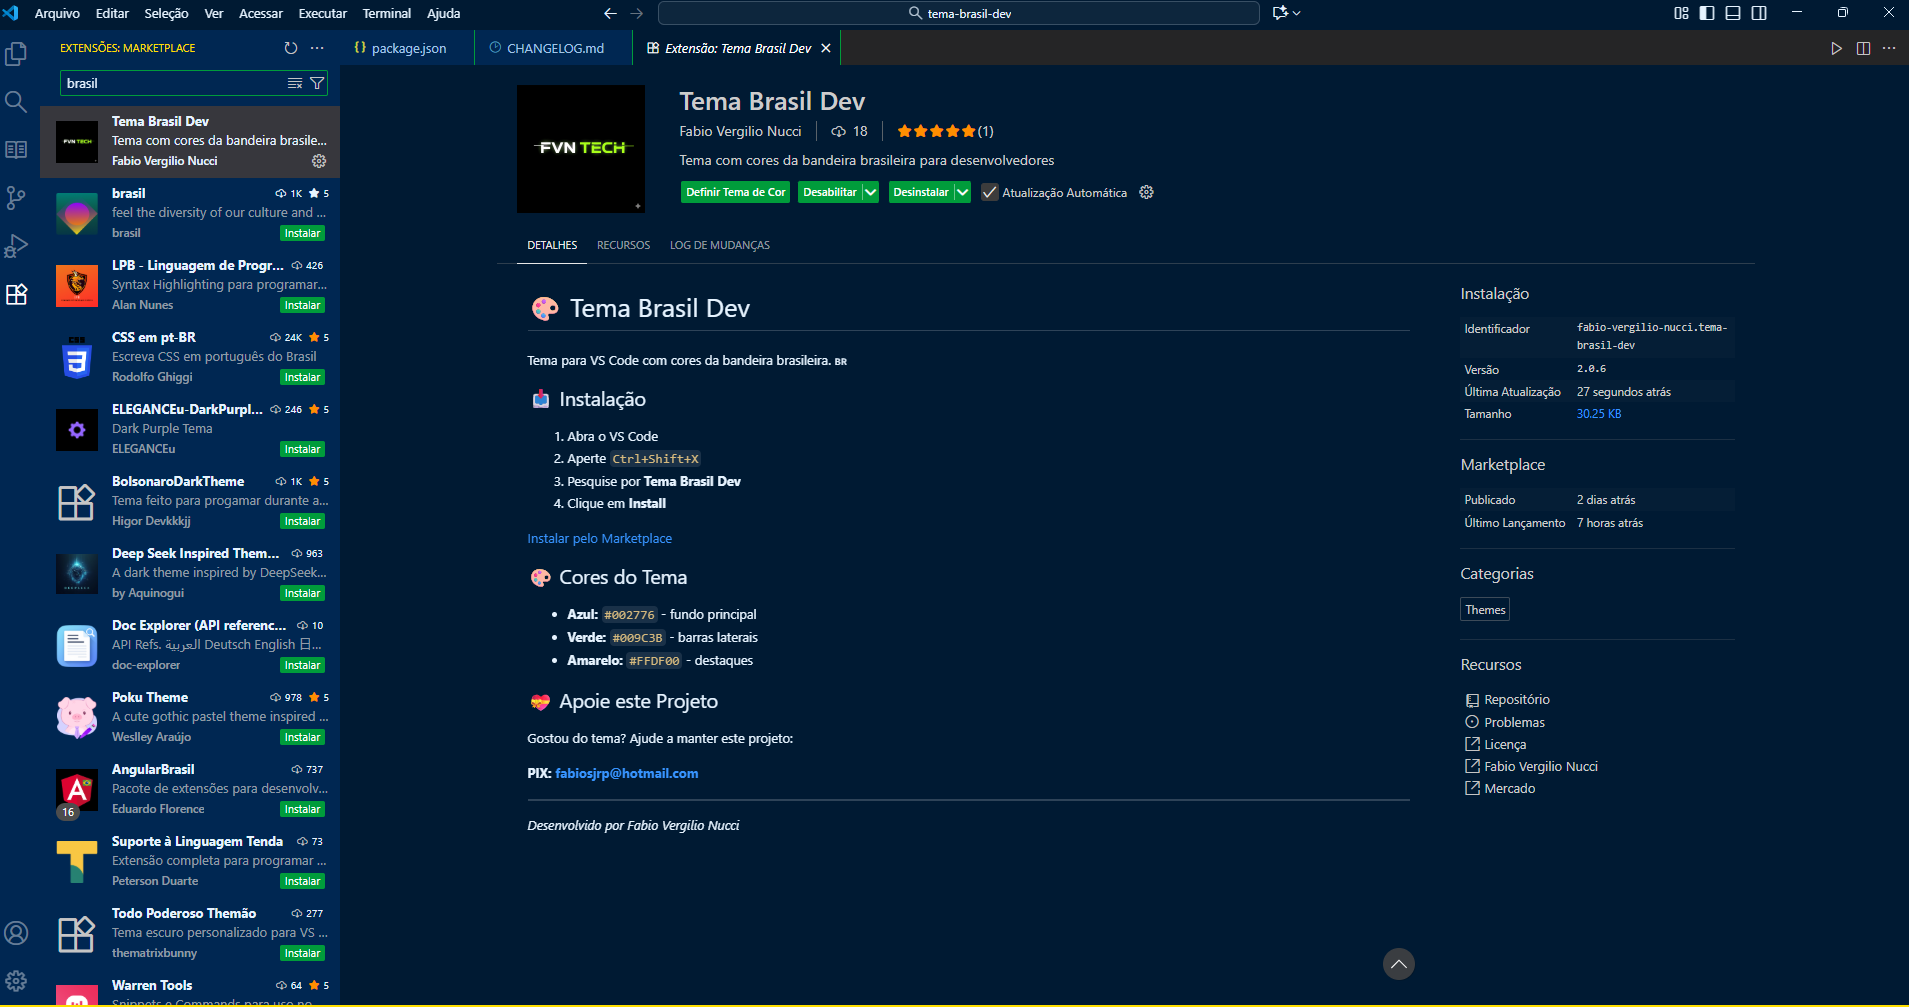 Arquivo Editar Seleção Ver Acessar Executar Terminal Ajuda
tema-brasil-dev
EXTENSÕES: MARKETPLACE
brasil
Tema Brasil Dev
Tema com cores da bandeira brasile...
Fabio Vergilio Nucci
brasil 1K 5
feel the diversity of our culture and ...
brasil Instalar
LPB - Linguagem de Progr... 426
Syntax Highlighting para programar...
Alan Nunes Instalar
CSS em pt-BR 24K 5
Escreva CSS em português do Brasil
Rodolfo Ghiggi Instalar
ELEGANCEu-DarkPurpl... 246 5
Dark Purple Tema
ELEGANCEu Instalar
BolsonaroDarkTheme 1K 5
Tema feito para progamar durante a...
Higor Devkkkjj Instalar
Deep Seek Inspired Them... 963
A dark theme inspired by DeepSeek...
by Aquinogui Instalar
Doc Explorer (API referenc... 10
API Refs. العربية Deutsch English 日...
doc-explorer Instalar
Poku Theme 978 5
A cute gothic pastel theme inspired ...
Weslley Araújo Instalar
AngularBrasil 737
Pacote de extensões para desenvolv...
16 Eduardo Florence Instalar
Suporte à Linguagem Tenda 73
Extensão completa para programar ...
Peterson Duarte Instalar
Todo Poderoso Themão 277
Tema escuro personalizado para VS ...
thematrixbunny Instalar
Warren Tools 64 5
Snippets e Commands para uso no
package.json CHANGELOG.md Extensão: Tema Brasil Dev
FVN TECH
Tema Brasil Dev
Fabio Vergilio Nucci 18 (1)
Tema com cores da bandeira brasileira para desenvolvedores
Definir Tema de Cor Desabilitar Desinstalar Atualização Automática
DETALHES RECURSOS LOG DE MUDANÇAS
🎨 Tema Brasil Dev
Tema para VS Code com cores da bandeira brasileira. BR
📥 Instalação
1. Abra o VS Code
2. Aperte Ctrl+Shift+X
3. Pesquise por Tema Brasil Dev
4. Clique em Install
Instalar pelo Marketplace
🎨 Cores do Tema
• Azul: #002776 - fundo principal
• Verde: #009C3B - barras laterais
• Amarelo: #FFDF00 - destaques
💝 Apoie este Projeto
Gostou do tema? Ajude a manter este projeto:
PIX: fabiosjrp@hotmail.com
Desenvolvido por Fabio Vergilio Nucci
Instalação
Identificador fabio-vergilio-nucci.tema-
brasil-dev
Versão 2.0.6
Última Atualização 27 segundos atrás
Tamanho 30.25 KB
Marketplace
Publicado 2 dias atrás
Último Lançamento 7 horas atrás
Categorias
Themes
Recursos
Repositório
Problemas
Licença
Fabio Vergilio Nucci
Mercado